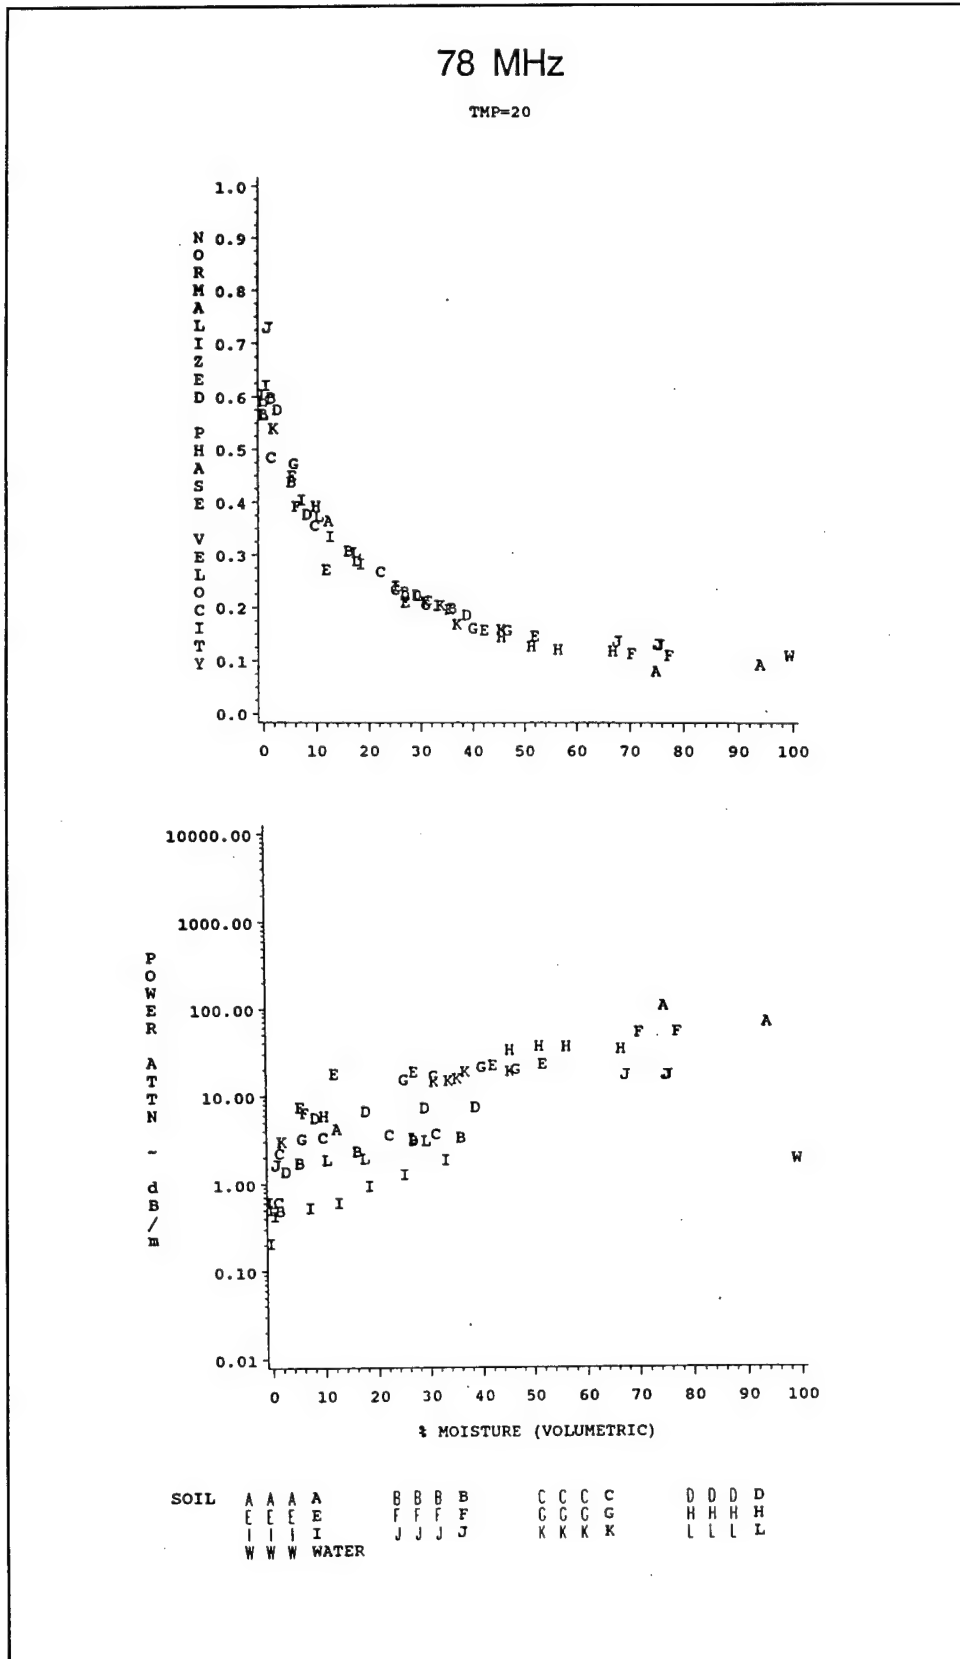 78 MHz
TMP=20
NORMALIZED PHASE VELOCITY
1.0
0.9
0.8
0.7
0.6
0.5
0.4
0.3
0.2
0.1
0.0
0 10 20 30 40 50 60 70 80 90 100
POWER ATTN ~ dB/m
10000.00
1000.00
100.00
10.00
1.00
0.10
0.01
0 10 20 30 40 50 60 70 80 90 100
% MOISTURE (VOLUMETRIC)
SOIL A A A A B B B B C C C C D D D D
E E E E F F F F G G G G H H H H
I I I I J J J J K K K K L L L L
W W W WATER